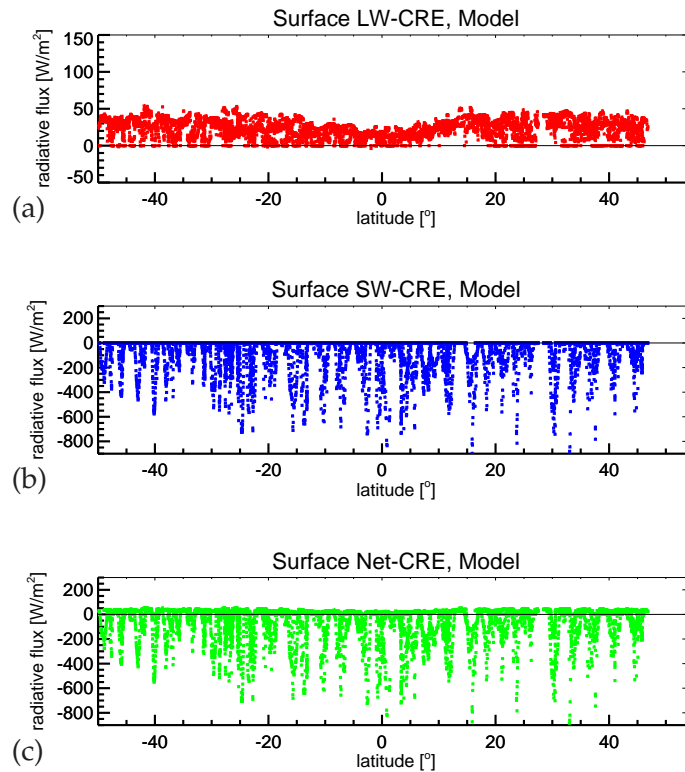 Surface LW-CRE, Model
radiative flux [W/m²]
150
100
50
0
-50
-40 -20 0 20 40
latitude [°]
(a)
Surface SW-CRE, Model
radiative flux [W/m²]
200
0
-200
-400
-600
-800
-40 -20 0 20 40
latitude [°]
(b)
Surface Net-CRE, Model
radiative flux [W/m²]
200
0
-200
-400
-600
-800
-40 -20 0 20 40
latitude [°]
(c)